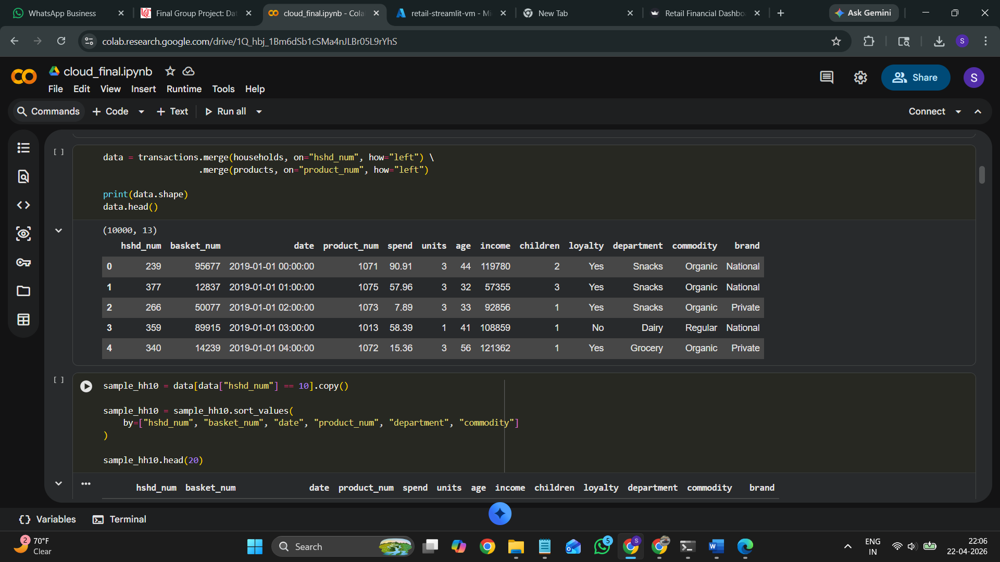 WhatsApp Business
Final Group Project: Dat
cloud_final.ipynb - Cola
retail-streamlit-vm - Mi
New Tab
Retail Financial Dashbo
Ask Gemini
colab.research.google.com/drive/1Q_hbj_1Bm6dSb1cSMa4nJLBr05L9rYhS
S
cloud_final.ipynb
File Edit View Insert Runtime Tools Help
Share
S
Commands + Code + Text Run all
Connect
[ ]
data = transactions.merge(households, on="hshd_num", how="left") \
.merge(products, on="product_num", how="left")
print(data.shape)
data.head()
(10000, 13)
hshd_num basket_num date product_num spend units age income children loyalty department commodity brand
0 239 95677 2019-01-01 00:00:00 1071 90.91 3 44 119780 2 Yes Snacks Organic National
1 377 12837 2019-01-01 01:00:00 1075 57.96 3 32 57355 3 Yes Snacks Organic National
2 266 50077 2019-01-01 02:00:00 1073 7.89 3 33 92856 1 Yes Snacks Organic Private
3 359 89915 2019-01-01 03:00:00 1013 58.39 1 41 108859 1 No Dairy Regular National
4 340 14239 2019-01-01 04:00:00 1072 15.36 3 56 121362 1 Yes Grocery Organic Private
[ ]
sample_hh10 = data[data["hshd_num"] == 10].copy()
sample_hh10 = sample_hh10.sort_values(
by=["hshd_num", "basket_num", "date", "product_num", "department", "commodity"]
)
sample_hh10.head(20)
hshd_num basket_num date product_num spend units age income children loyalty department commodity brand
{} Variables Terminal
2
70°F
Clear
Search
5
S
ENG
IN
22:06
22-04-2026